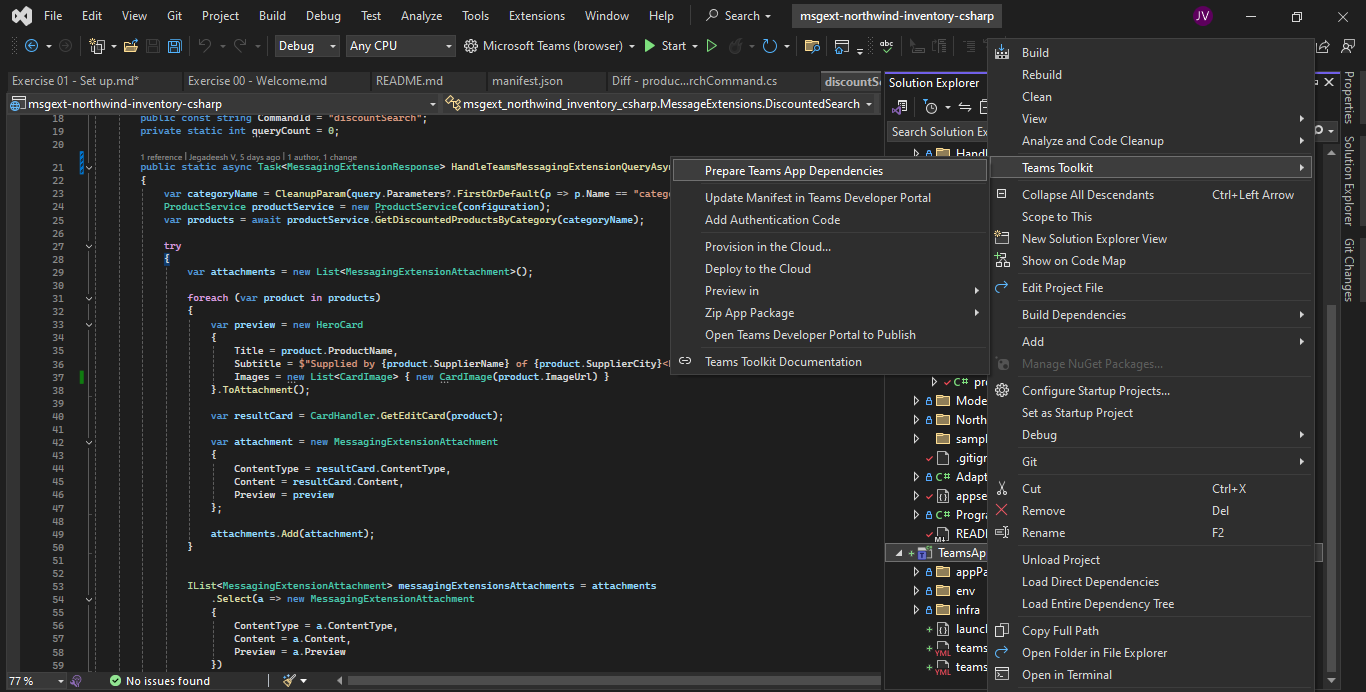 File Edit View Git Project Build Debug Test Analyze Tools Extensions Window Help Search msgext-northwind-inventory-csharp JV
Debug Any CPU Microsoft Teams (browser) Start
Exercise 01 - Set up.md* Exercise 00 - Welcome.md README.md manifest.json Diff - produc...rchCommand.cs discountSe
msgext-northwind-inventory-csharp msgext_northwind_inventory_csharp.MessageExtensions.DiscountedSearch
18 public const string CommandId = "discountSearch";
19 private static int queryCount = 0;
20
1 reference | Jegadeesh V, 5 days ago | 1 author, 1 change
21 public static async Task<MessagingExtensionResponse> HandleTeamsMessagingExtensionQueryAsyn
22 {
23 var categoryName = CleanupParam(query.Parameters?.FirstOrDefault(p => p.Name == "catego
24 ProductService productService = new ProductService(configuration);
25 var products = await productService.GetDiscountedProductsByCategory(categoryName);
26
27 try
28 {
29 var attachments = new List<MessagingExtensionAttachment>();
30
31 foreach (var product in products)
32 {
33 var preview = new HeroCard
34 {
35 Title = product.ProductName,
36 Subtitle = $"Supplied by {product.SupplierName} of {product.SupplierCity}<
37 Images = new List<CardImage> { new CardImage(product.ImageUrl) }
38 }.ToAttachment();
39
40 var resultCard = CardHandler.GetEditCard(product);
41
42 var attachment = new MessagingExtensionAttachment
43 {
44 ContentType = resultCard.ContentType,
45 Content = resultCard.Content,
46 Preview = preview
47 };
48
49 attachments.Add(attachment);
50 }
51
52
53 IList<MessagingExtensionAttachment> messagingExtensionsAttachments = attachments
54 .Select(a => new MessagingExtensionAttachment
55 {
56 ContentType = a.ContentType,
57 Content = a.Content,
58 Preview = a.Preview
59 })
77 % No issues found
Prepare Teams App Dependencies
Update Manifest in Teams Developer Portal
Add Authentication Code
Provision in the Cloud...
Deploy to the Cloud
Preview in
Zip App Package
Open Teams Developer Portal to Publish
Teams Toolkit Documentation
Solution Explorer
Search Solution Ex
Handl
C# pro
Mode
North
sampl
.gitign
C# Adapt
appse
C# Progra
READM
TeamsAp
appPa
env
infra
launc
YML teams
YML teams
Build
Rebuild
Clean
View
Analyze and Code Cleanup
Teams Toolkit
Collapse All Descendants Ctrl+Left Arrow
Scope to This
New Solution Explorer View
Show on Code Map
Edit Project File
Build Dependencies
Add
Manage NuGet Packages...
Configure Startup Projects...
Set as Startup Project
Debug
Git
Cut Ctrl+X
Remove Del
Rename F2
Unload Project
Load Direct Dependencies
Load Entire Dependency Tree
Copy Full Path
Open Folder in File Explorer
Open in Terminal
Properties
Solution Explorer
Git Changes